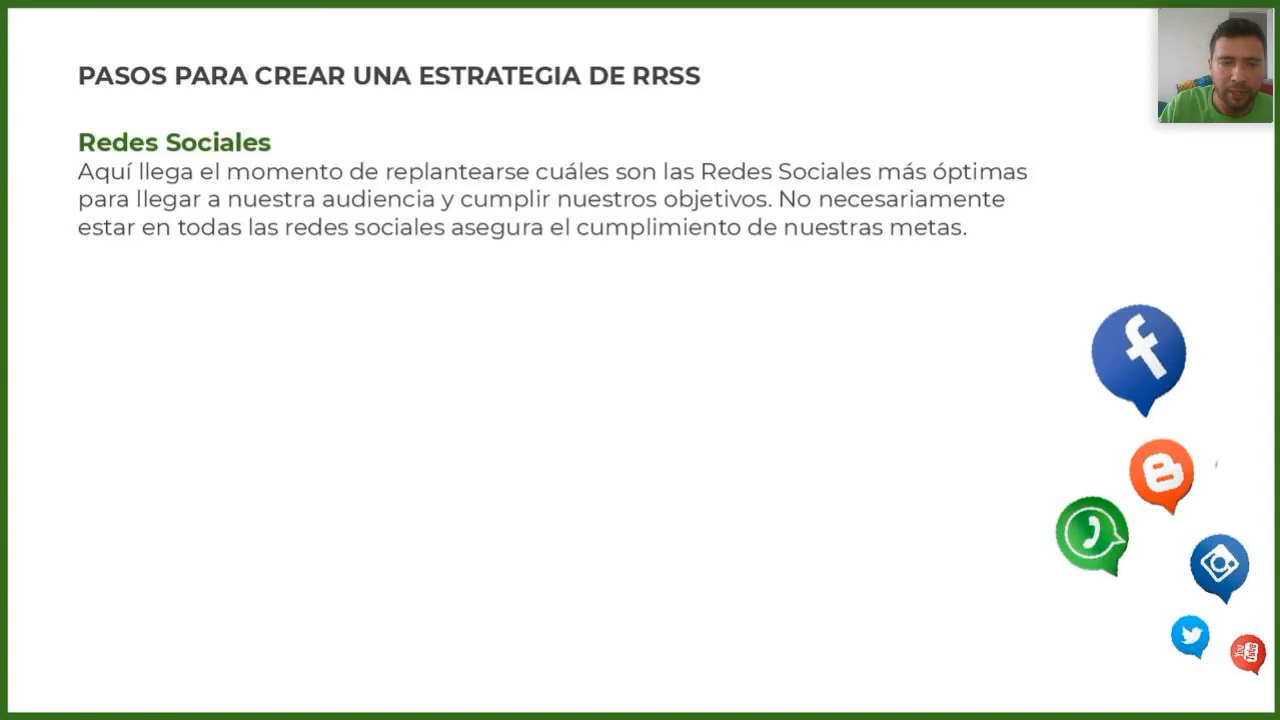 PASOS PARA CREAR UNA ESTRATEGIA DE RRSS
Redes Sociales
Aquí llega el momento de replantearse cuáles son las Redes Sociales más óptimas
para llegar a nuestra audiencia y cumplir nuestros objetivos. No necesariamente
estar en todas las redes sociales asegura el cumplimiento de nuestras metas.
You
Tube